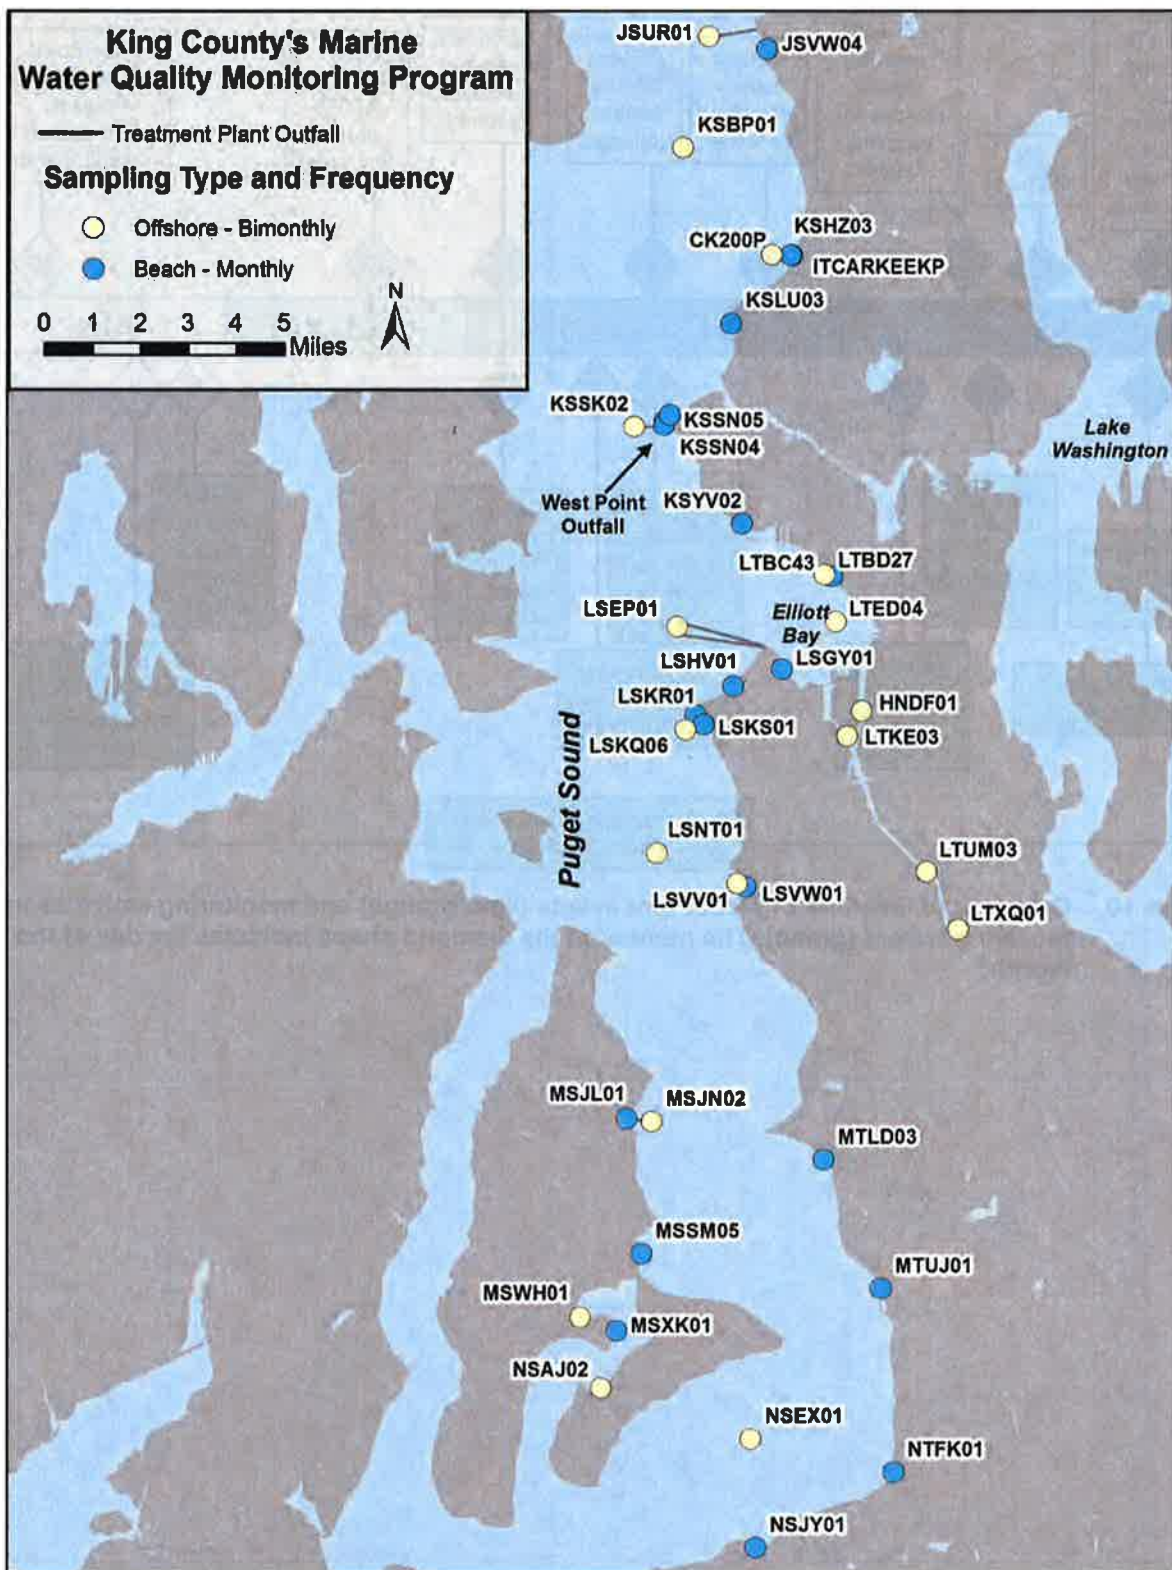 King County's Marine
Water Quality Monitoring Program
Treatment Plant Outfall
Sampling Type and Frequency
Offshore - Bimonthly
Beach - Monthly
N
0 1 2 3 4 5
Miles
JSUR01
JSVW04
KSBP01
KSHZ03
CK200P
ITCARKEEKP
KSLU03
KSSK02
KSSN05
KSSN04
Lake
Washington
West Point
Outfall
KSYV02
LTBC43
LTBD27
LSEP01
Elliott
Bay
LTED04
LSHV01
LSGY01
LSKR01
HNDF01
LSKS01
LTKE03
LSKQ06
Puget Sound
LSNT01
LTUM03
LSVV01
LSVW01
LTXQ01
MSJL01
MSJN02
MTLD03
MSSM05
MTUJ01
MSWH01
MSXK01
NSAJ02
NSEX01
NTFK01
NSJY01